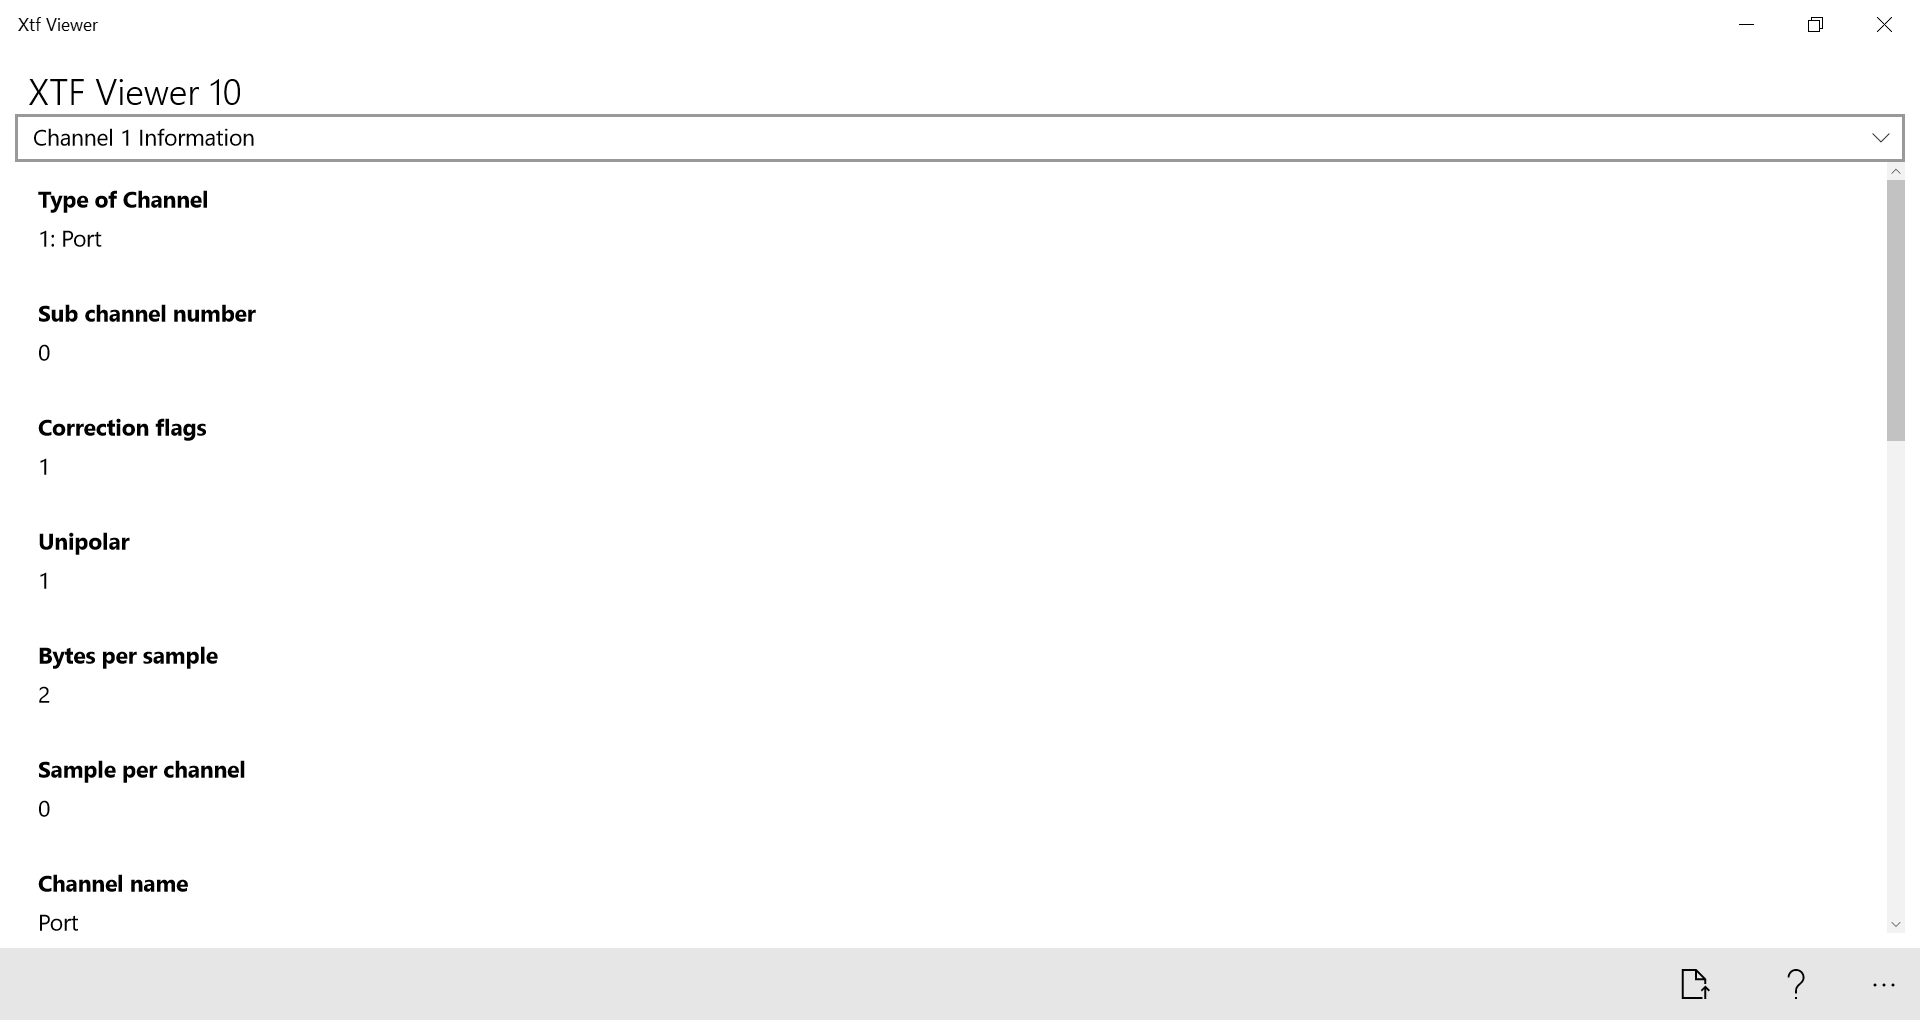 Xtf Viewer
XTF Viewer 10
Channel 1 Information
Type of Channel
1: Port
Sub channel number
0
Correction flags
1
Unipolar
1
Bytes per sample
2
Sample per channel
0
Channel name
Port